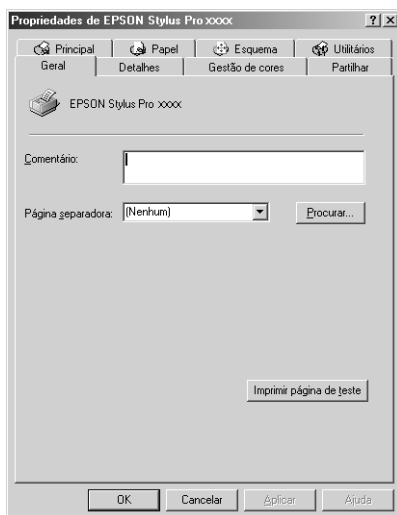 Propriedades de EPSON Stylus Pro xxxx
Principal Papel Esquema Utilitários
Geral Detalhes Gestão de cores Partilhar
EPSON Stylus Pro xxxx
Comentário:
Página separadora: (Nenhum) Procurar...
Imprimir página de teste
OK Cancelar Aplicar Ajuda